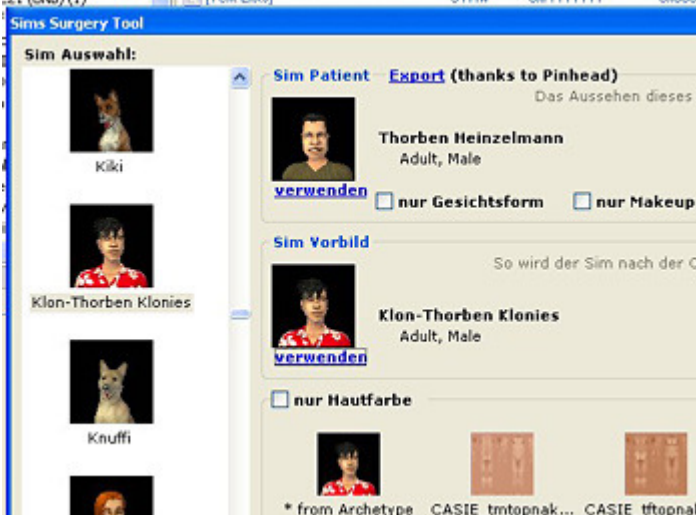 Sims Surgery Tool
Sim Auswahl:
Kiki
Klon-Thorben Klonies
Knuffi
Sim Patient Export (thanks to Pinhead)
Das Aussehen dieses
Thorben Heinzelmann
Adult, Male
verwenden
nur Gesichtsform nur Makeup
Sim Vorbild
So wird der Sim nach der
Klon-Thorben Klonies
Adult, Male
verwenden
nur Hautfarbe
* from Archetype CASIE_tmtopnak... CASIE_tftopna